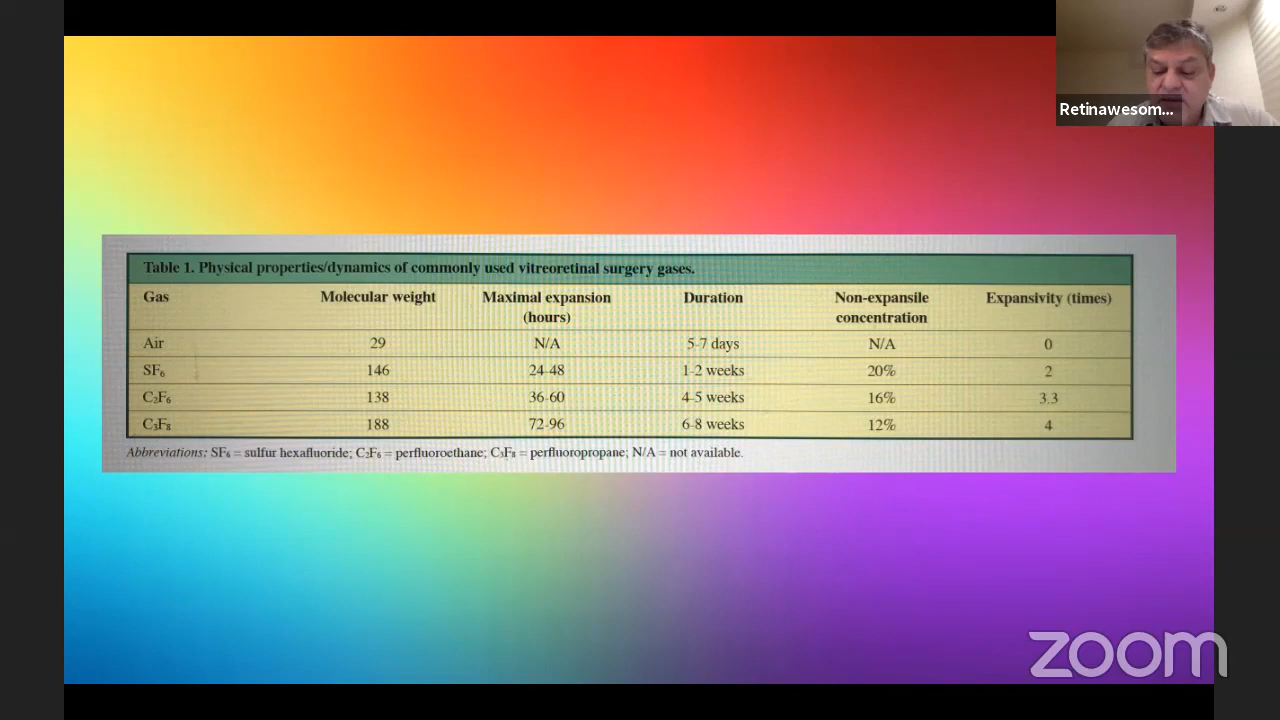 Retinawesom...
Table 1. Physical properties/dynamics of commonly used vitreoretinal surgery gases.
Gas Molecular weight Maximal expansion (hours) Duration Non-expansile concentration Expansivity (times)
Air 29 N/A 5-7 days N/A 0
SF₆ 146 24-48 1-2 weeks 20% 2
C₂F₆ 138 36-60 4-5 weeks 16% 3.3
C₃F₈ 188 72-96 6-8 weeks 12% 4
Abbreviations: SF₆ = sulfur hexafluoride; C₂F₆ = perfluoroethane; C₃F₈ = perfluoropropane; N/A = not available.
zoom